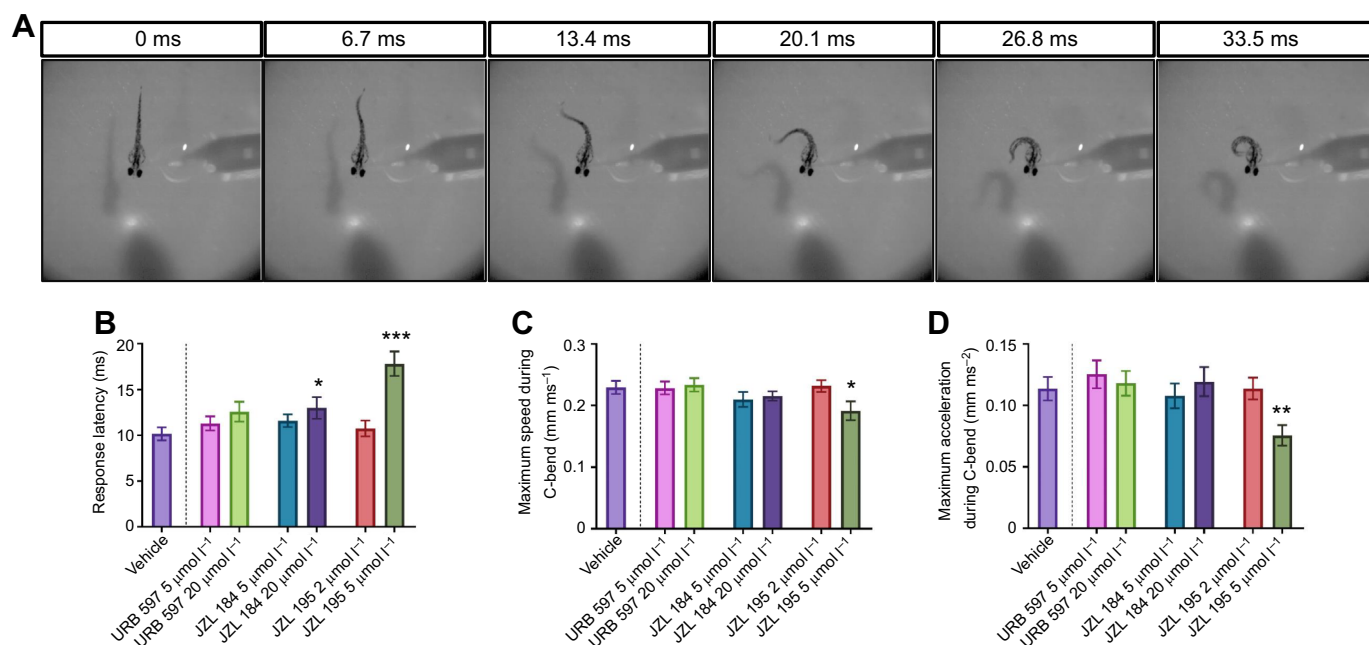 A
0 ms
6.7 ms
13.4 ms
20.1 ms
26.8 ms
33.5 ms
B
Response latency (ms)
20
15
10
5
0
***
*
Vehicle
URB 597 5 μmol l⁻¹
URB 597 20 μmol l⁻¹
JZL 184 5 μmol l⁻¹
JZL 184 20 μmol l⁻¹
JZL 195 2 μmol l⁻¹
JZL 195 5 μmol l⁻¹
C
Maximum speed during
C-bend (mm ms⁻¹)
0.3
0.2
0.1
0
*
Vehicle
URB 597 5 μmol l⁻¹
URB 597 20 μmol l⁻¹
JZL 184 5 μmol l⁻¹
JZL 184 20 μmol l⁻¹
JZL 195 2 μmol l⁻¹
JZL 195 5 μmol l⁻¹
D
Maximum acceleration
during C-bend (mm ms⁻²)
0.15
0.10
0.05
0
**
Vehicle
URB 597 5 μmol l⁻¹
URB 597 20 μmol l⁻¹
JZL 184 5 μmol l⁻¹
JZL 184 20 μmol l⁻¹
JZL 195 2 μmol l⁻¹
JZL 195 5 μmol l⁻¹